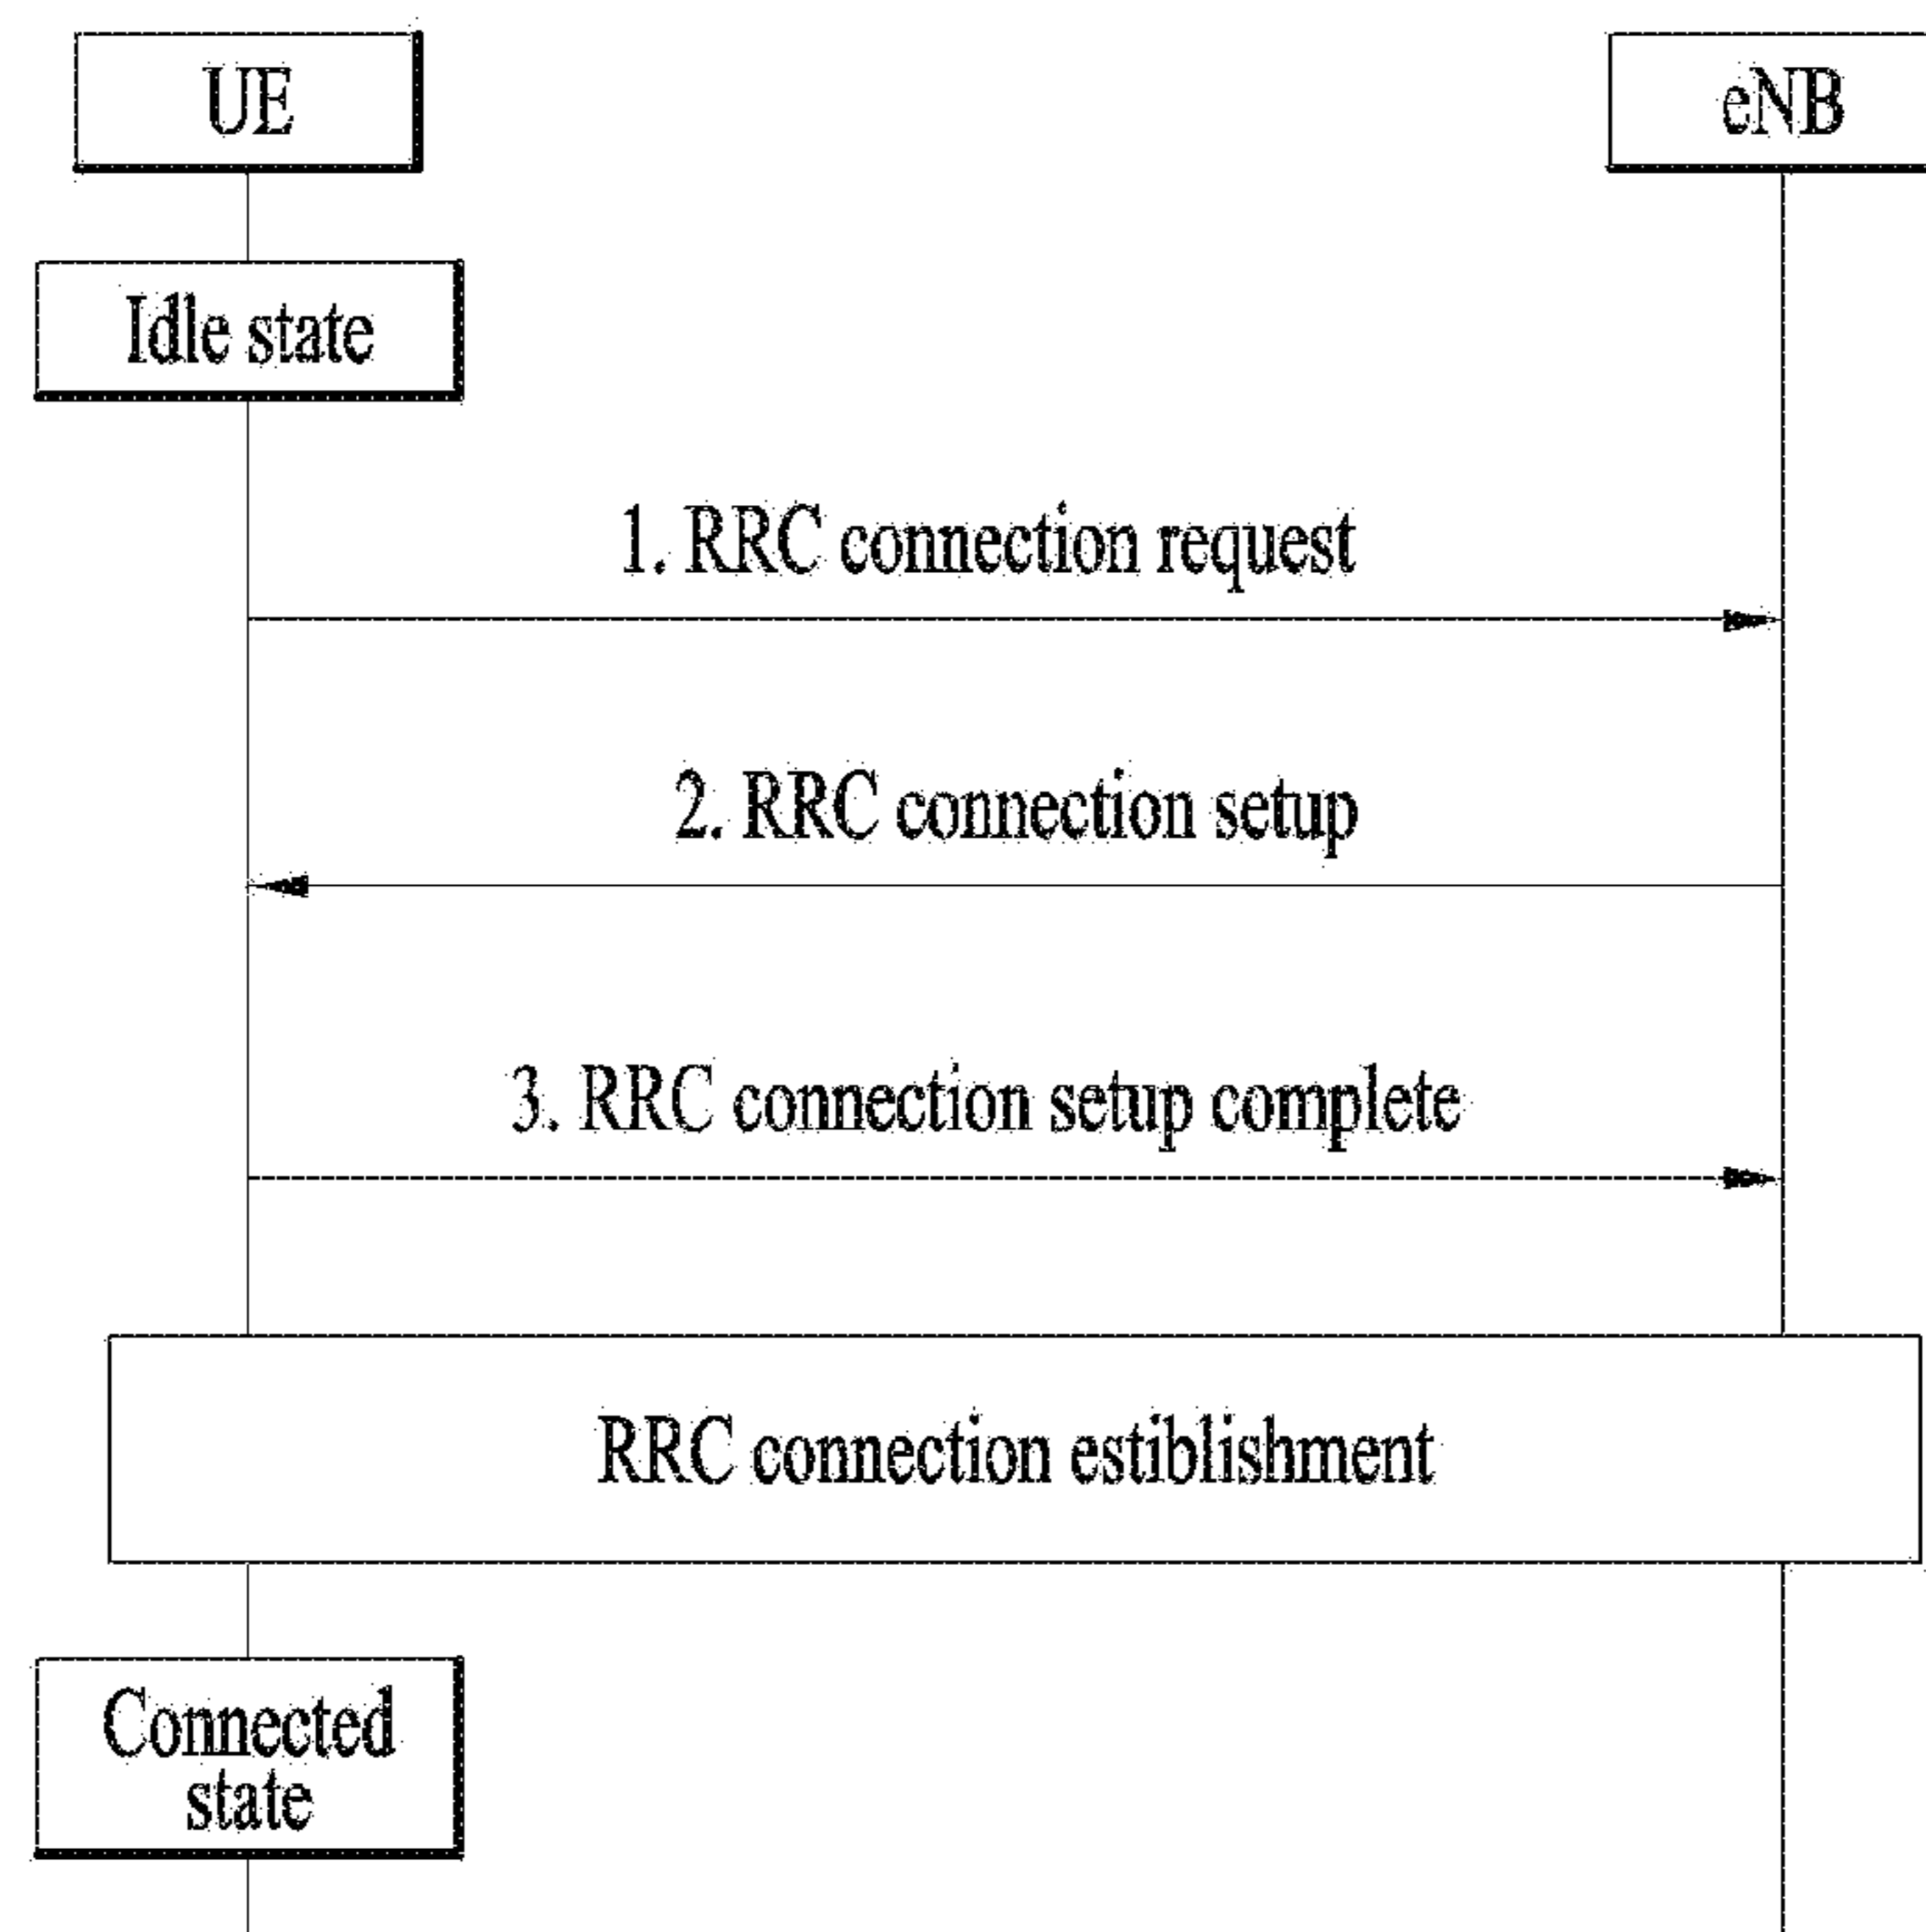 UE
eNB
Idle state
1. RRC connection request
2. RRC connection setup
3. RRC connection setup complete
RRC connection estiblishment
Connected
state